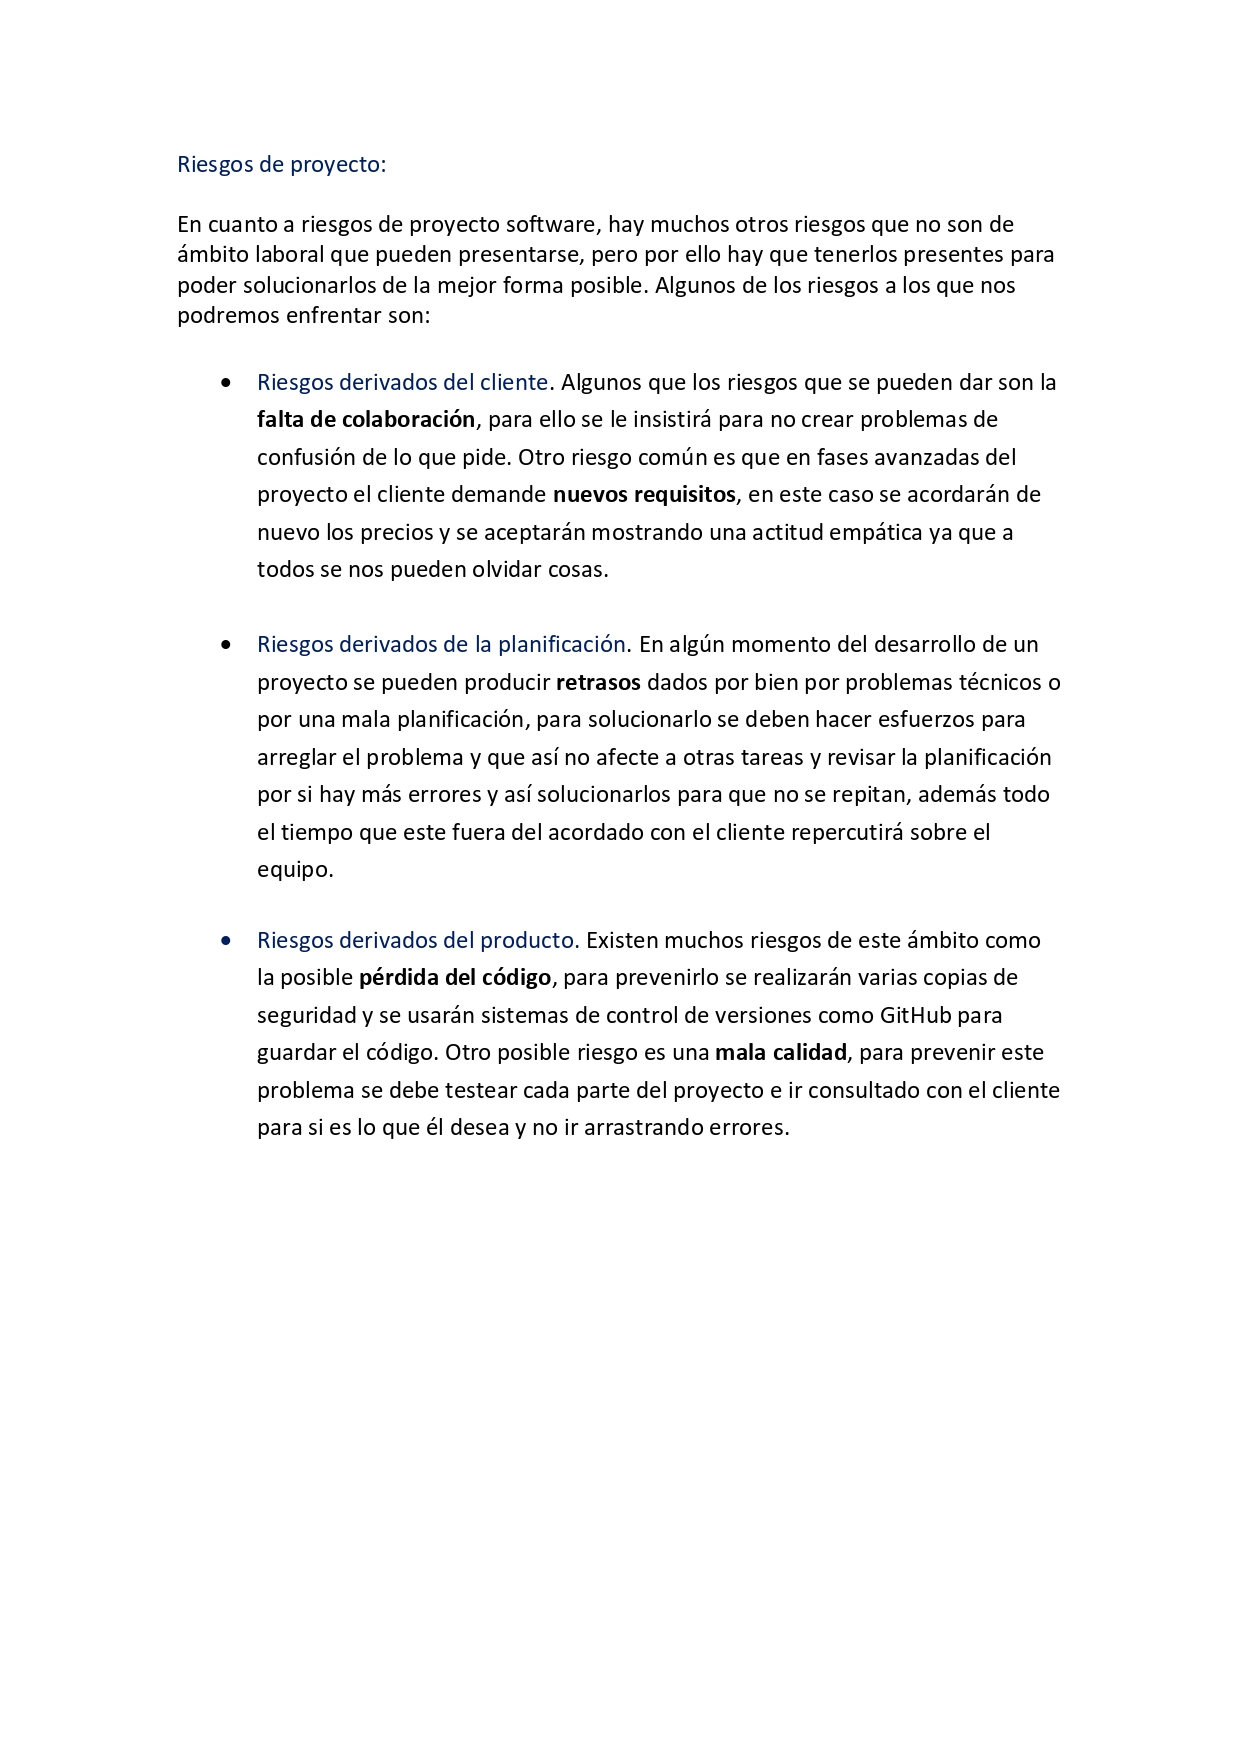 Riesgos de proyecto:
En cuanto a riesgos de proyecto software, hay muchos otros riesgos que no son de
ámbito laboral que pueden presentarse, pero por ello hay que tenerlos presentes para
poder solucionarlos de la mejor forma posible. Algunos de los riesgos a los que nos
podremos enfrentar son:
• Riesgos derivados del cliente. Algunos que los riesgos que se pueden dar son la
falta de colaboración, para ello se le insistirá para no crear problemas de
confusión de lo que pide. Otro riesgo común es que en fases avanzadas del
proyecto el cliente demande nuevos requisitos, en este caso se acordarán de
nuevo los precios y se aceptarán mostrando una actitud empática ya que a
todos se nos pueden olvidar cosas.
• Riesgos derivados de la planificación. En algún momento del desarrollo de un
proyecto se pueden producir retrasos dados por bien por problemas técnicos o
por una mala planificación, para solucionarlo se deben hacer esfuerzos para
arreglar el problema y que así no afecte a otras tareas y revisar la planificación
por si hay más errores y así solucionarlos para que no se repitan, además todo
el tiempo que este fuera del acordado con el cliente repercutirá sobre el
equipo.
• Riesgos derivados del producto. Existen muchos riesgos de este ámbito como
la posible pérdida del código, para prevenirlo se realizarán varias copias de
seguridad y se usarán sistemas de control de versiones como GitHub para
guardar el código. Otro posible riesgo es una mala calidad, para prevenir este
problema se debe testear cada parte del proyecto e ir consultado con el cliente
para si es lo que él desea y no ir arrastrando errores.